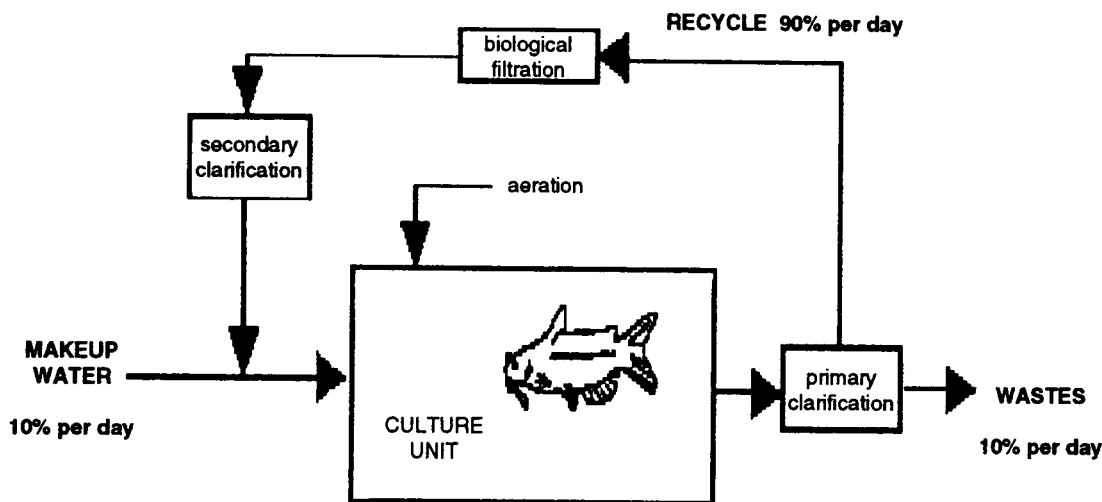 RECYCLE 90% per day
biological
filtration
secondary
clarification
aeration
MAKEUP
WATER
10% per day
CULTURE
UNIT
primary
clarification
WASTES
10% per day